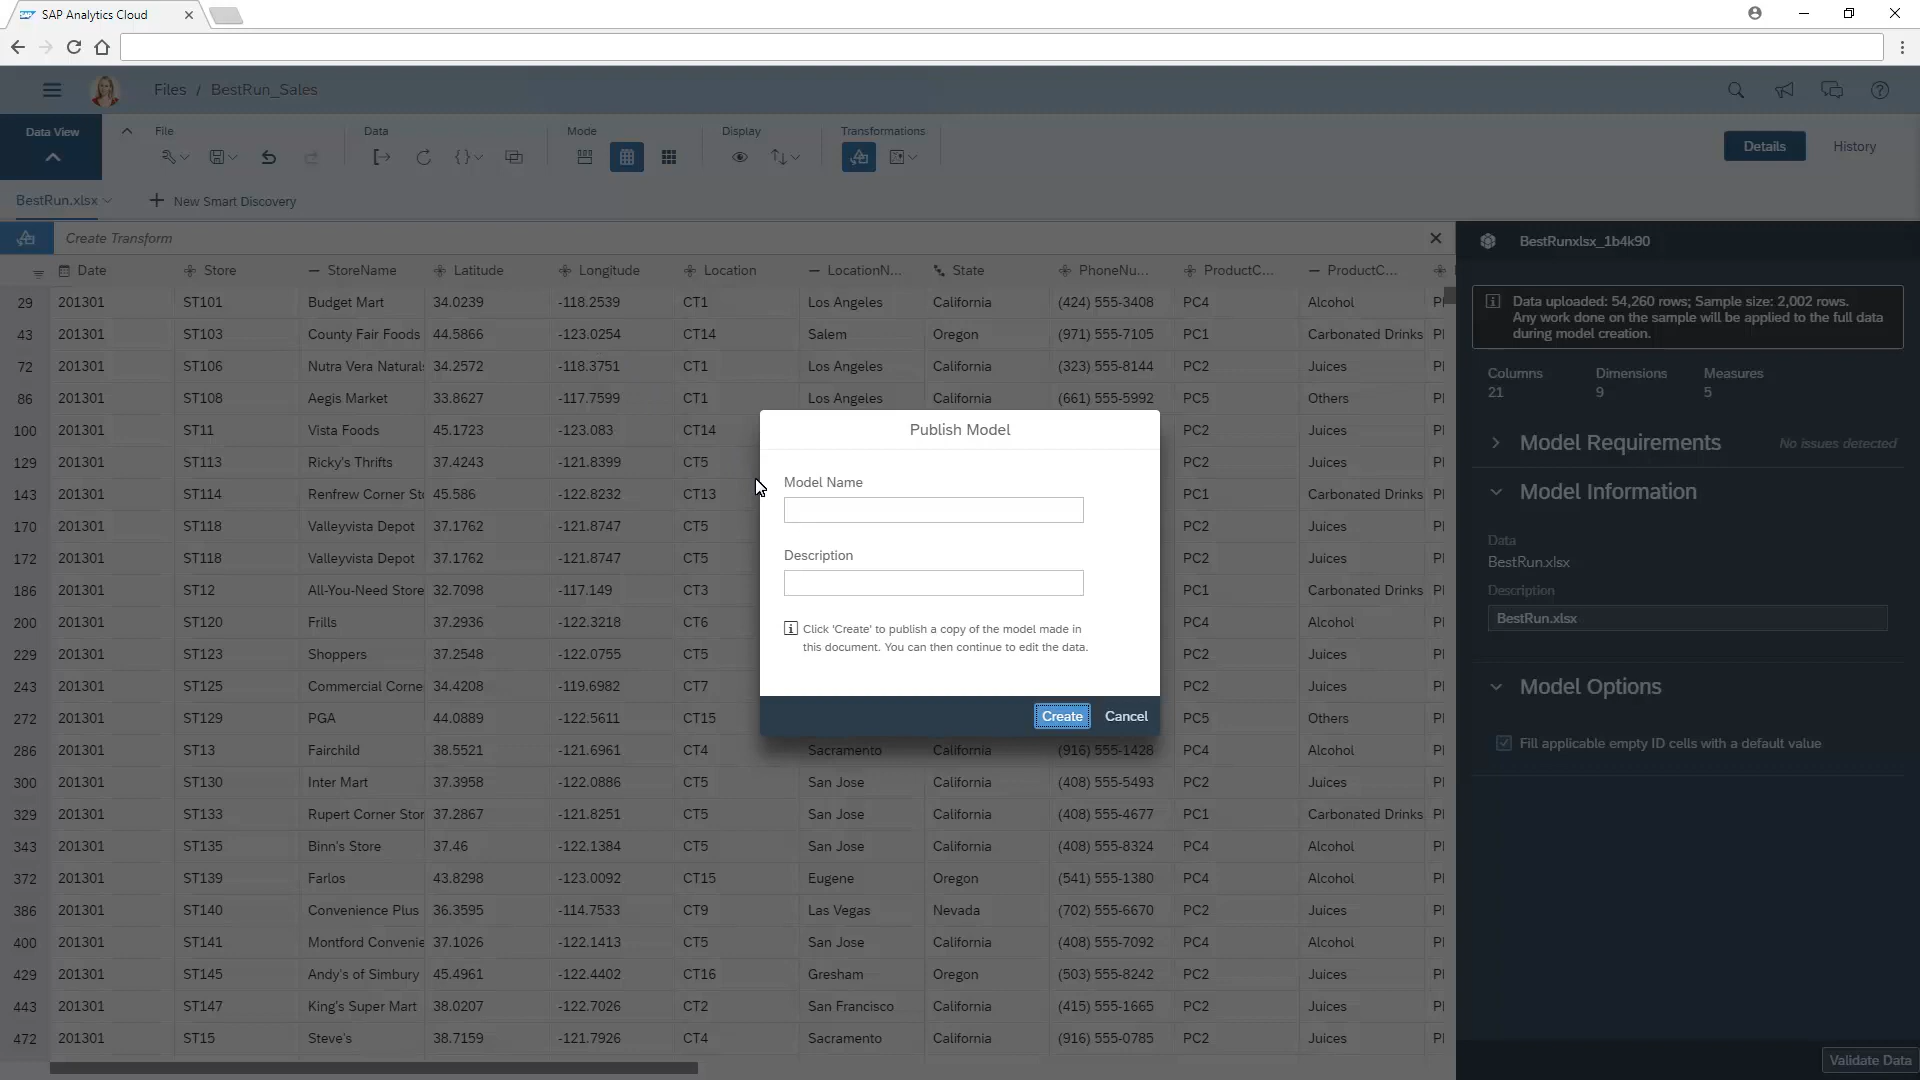 SAP Analytics Cloud
Files / BestRun_Sales
Data View
File
Data
Mode
Display
Transformations
Details
History
BestRun.xlsx
New Smart Discovery
Create Transform
Date Store StoreName Latitude Longitude Location LocationN... State PhoneNu... ProductC... ProductC...
29 201301 ST101 Budget Mart 34.0239 -118.2539 CT1 Los Angeles California (424) 555-3408 PC4 Alcohol
43 201301 ST103 County Fair Foods 44.5866 -123.0254 CT14 Salem Oregon (971) 555-7105 PC1 Carbonated Drinks
72 201301 ST106 Nutra Vera Natural 34.2572 -118.3751 CT1 Los Angeles California (323) 555-8144 PC2 Juices
86 201301 ST108 Aegis Market 33.8627 -117.7599 CT1 Los Angeles California (661) 555-5992 PC5 Others
100 201301 ST11 Vista Foods 45.1723 -123.083 CT14 PC2 Juices
129 201301 ST113 Ricky's Thrifts 37.4243 -121.8399 CT5 PC2 Juices
143 201301 ST114 Renfrew Corner St 45.586 -122.8232 CT13 PC1 Carbonated Drinks
170 201301 ST118 Valleyvista Depot 37.1762 -121.8747 CT5 PC2 Juices
172 201301 ST118 Valleyvista Depot 37.1762 -121.8747 CT5 PC2 Juices
186 201301 ST12 All-You-Need Store 32.7098 -117.149 CT3 PC1 Carbonated Drinks
200 201301 ST120 Frills 37.2936 -122.3218 CT6 PC4 Alcohol
229 201301 ST123 Shoppers 37.2548 -122.0755 CT5 PC2 Juices
243 201301 ST125 Commercial Corne 34.4208 -119.6982 CT7 PC2 Juices
272 201301 ST129 PGA 44.0889 -122.5611 CT15 PC5 Others
286 201301 ST13 Fairchild 38.5521 -121.6961 CT4 Sacramento California (916) 555-1428 PC4 Alcohol
300 201301 ST130 Inter Mart 37.3958 -122.0886 CT5 San Jose California (408) 555-5493 PC2 Juices
329 201301 ST133 Rupert Corner Stor 37.2867 -121.8251 CT5 San Jose California (408) 555-4677 PC1 Carbonated Drinks
343 201301 ST135 Binn's Store 37.46 -122.1384 CT5 San Jose California (408) 555-8324 PC4 Alcohol
372 201301 ST139 Farlos 43.8298 -123.0092 CT15 Eugene Oregon (541) 555-1380 PC4 Alcohol
386 201301 ST140 Convenience Plus 36.3595 -114.7533 CT9 Las Vegas Nevada (702) 555-6670 PC2 Juices
400 201301 ST141 Montford Convenie 37.1026 -122.1413 CT5 San Jose California (408) 555-7092 PC4 Alcohol
429 201301 ST145 Andy's of Simbury 45.4961 -122.4402 CT16 Gresham Oregon (503) 555-8242 PC2 Juices
443 201301 ST147 King's Super Mart 38.0207 -122.7026 CT2 San Francisco California (415) 555-1665 PC2 Juices
472 201301 ST15 Steve's 38.7159 -121.7926 CT4 Sacramento California (916) 555-0785 PC2 Juices
Publish Model
Model Name
Description
Click 'Create' to publish a copy of the model made in
this document. You can then continue to edit the data.
Create Cancel
BestRunxlsx_1b4k90
Data uploaded: 54,260 rows; Sample size: 2,002 rows.
Any work done on the sample will be applied to the full data
during model creation.
Columns Dimensions Measures
21 9 5
Model Requirements No issues detected
Model Information
Data
BestRun.xlsx
Description
BestRun.xlsx
Model Options
Fill applicable empty ID cells with a default value
Validate Data